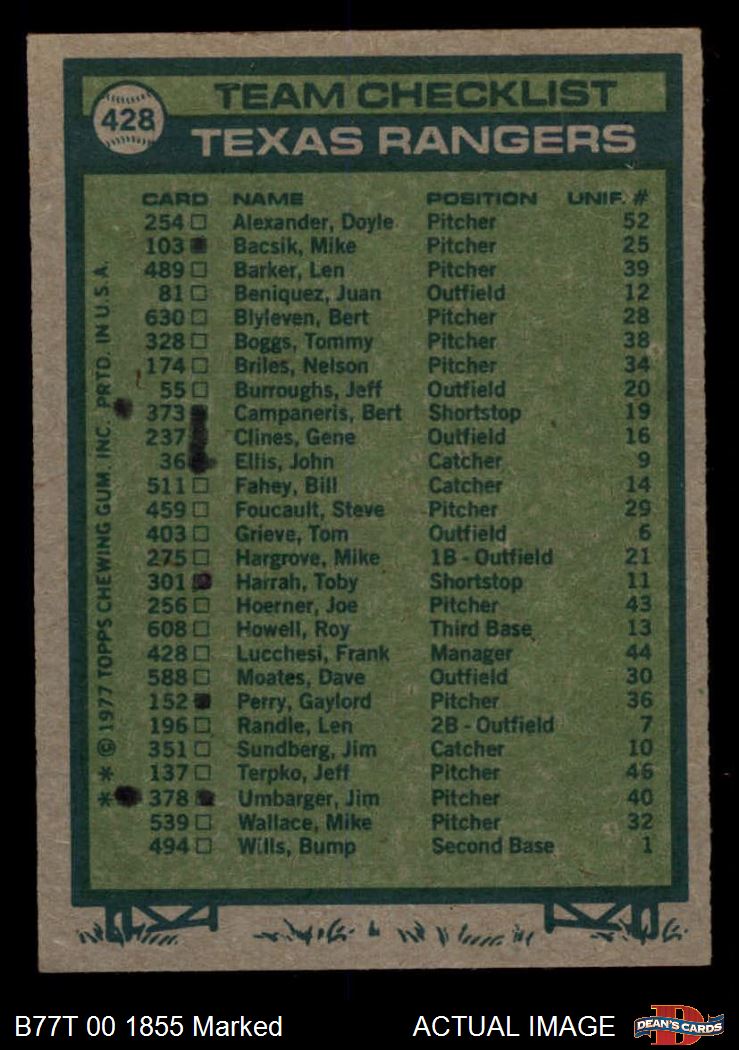 428
TEAM CHECKLIST
TEXAS RANGERS
CARD NAME POSITION UNIF. #
254 Alexander, Doyle Pitcher 52
103 Bacsik, Mike Pitcher 25
489 Barker, Len Pitcher 39
81 Beniquez, Juan Outfield 12
630 Blyleven, Bert Pitcher 28
328 Boggs, Tommy Pitcher 38
174 Briles, Nelson Pitcher 34
55 Burroughs, Jeff Outfield 20
373 Campaneris, Bert Shortstop 19
237 Clines, Gene Outfield 16
36 Ellis, John Catcher 9
511 Fahey, Bill Catcher 14
459 Foucault, Steve Pitcher 29
403 Grieve, Tom Outfield 6
275 Hargrove, Mike 1B - Outfield 21
301 Harrah, Toby Shortstop 11
256 Hoerner, Joe Pitcher 43
608 Howell, Roy Third Base 13
428 Lucchesi, Frank Manager 44
588 Moates, Dave Outfield 30
152 Perry, Gaylord Pitcher 36
196 Randle, Len 2B - Outfield 7
351 Sundberg, Jim Catcher 10
137 Terpko, Jeff Pitcher 46
378 Umbarger, Jim Pitcher 40
539 Wallace, Mike Pitcher 32
494 Wills, Bump Second Base 1
* * © 1977 TOPPS CHEWING GUM, INC. PRTD. IN U.S.A.
B77T 00 1855 Marked ACTUAL IMAGE
D
DEAN'S CARDS